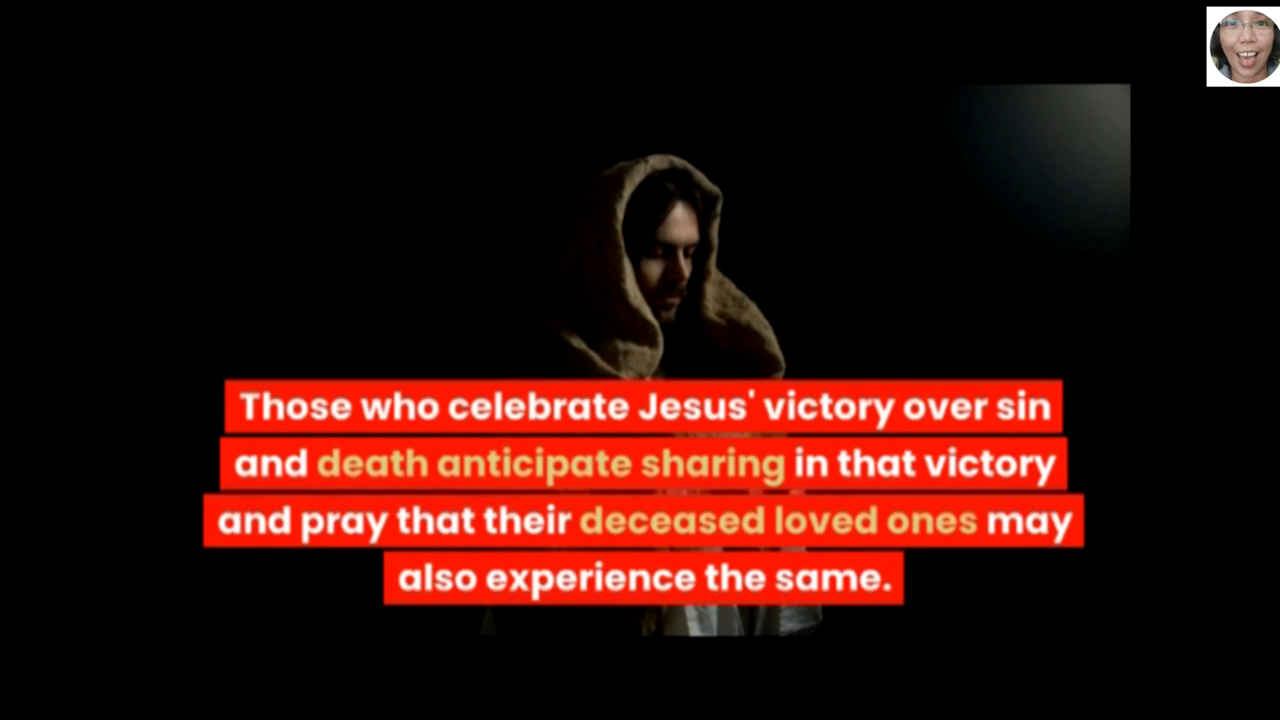 Those who celebrate Jesus' victory over sin
and death anticipate sharing in that victory
and pray that their deceased loved ones may
also experience the same.